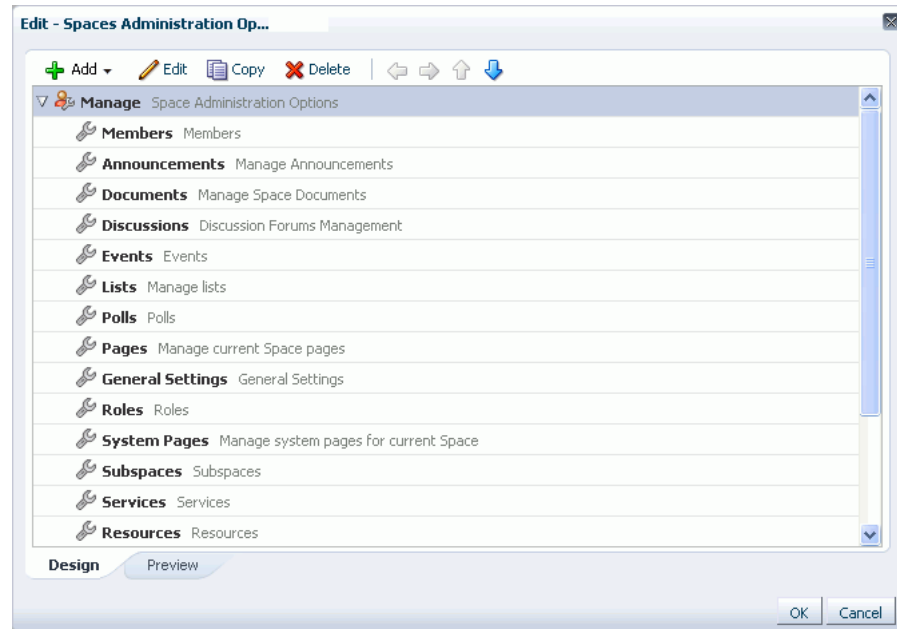 Edit - Spaces Administration Op...
Add Edit Copy Delete
Manage Space Administration Options
Members Members
Announcements Manage Announcements
Documents Manage Space Documents
Discussions Discussion Forums Management
Events Events
Lists Manage lists
Polls Polls
Pages Manage current Space pages
General Settings General Settings
Roles Roles
System Pages Manage system pages for current Space
Subspaces Subspaces
Services Services
Resources Resources
Design Preview
OK Cancel